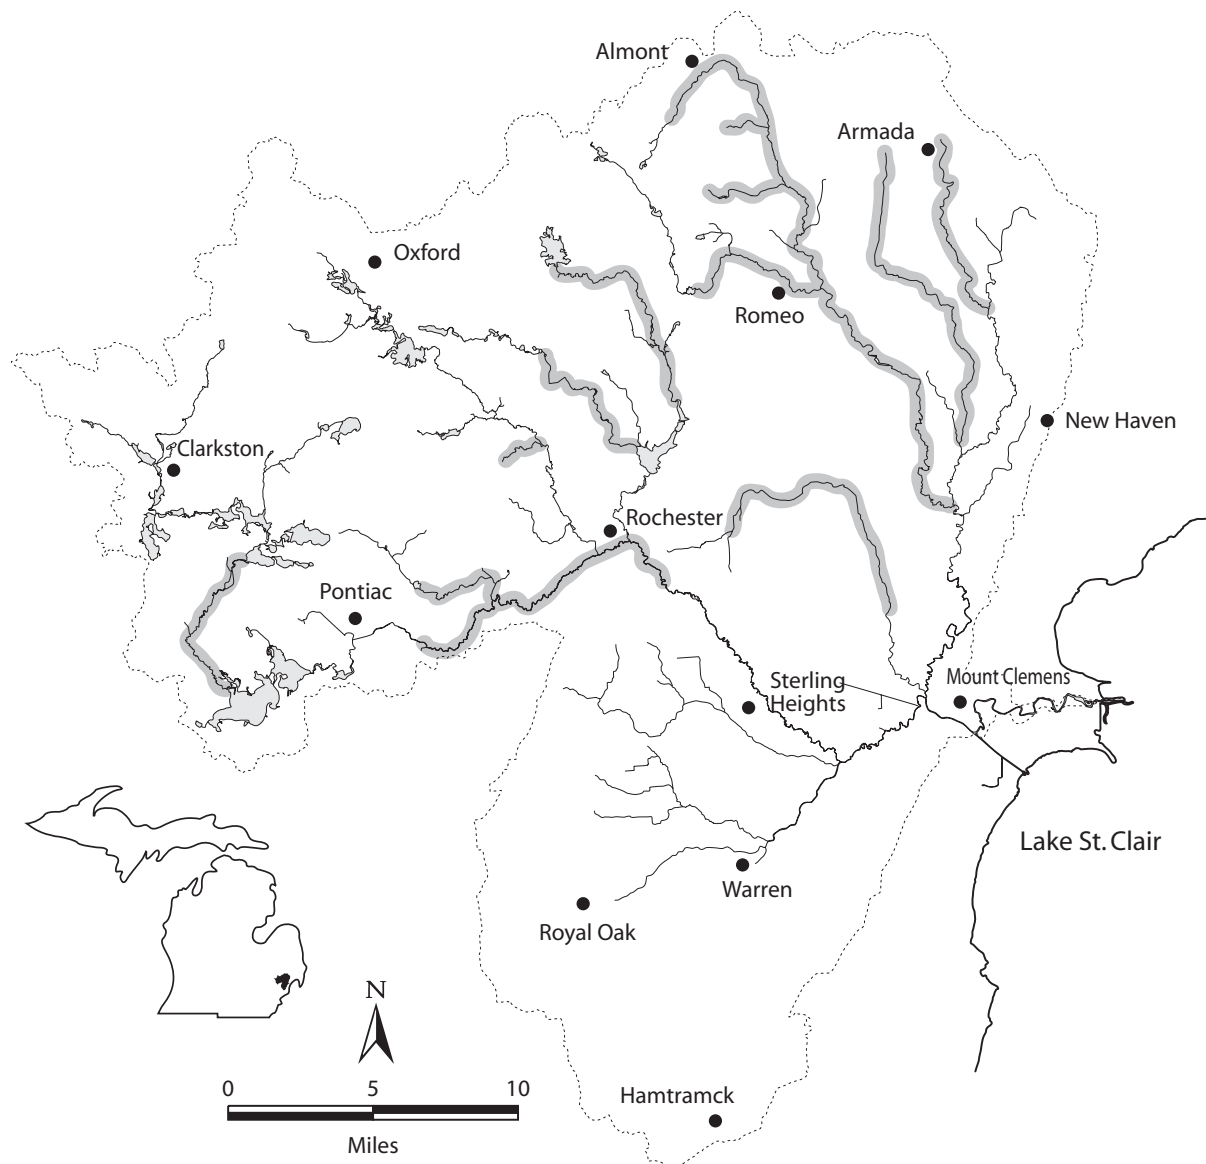 Almont
Armada
Oxford
Romeo
New Haven
Clarkston
Rochester
Pontiac
Sterling
Heights
Mount Clemens
Lake St. Clair
Warren
Royal Oak
N
0 5 10
Miles
Hamtramck